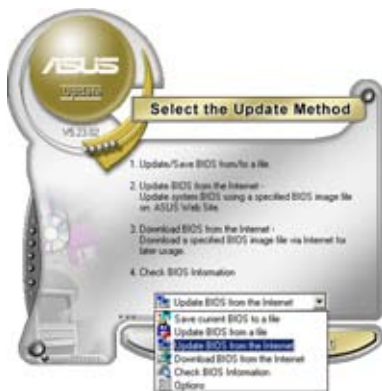 ASUS
Update
V5.23.02
Select the Update Method
1. Update/Save BIOS from/to a file.
2. Update BIOS from the Internet -
Update system BIOS using a specified BIOS image file
on ASUS Web Site.
3. Download BIOS from the Internet -
Download a specified BIOS image file via Internet for
later usage.
4. Check BIOS Information
Update BIOS from the Internet
Save current BIOS to a file
Update BIOS from a file
Update BIOS from the Internet
Download BIOS from the Internet
Check BIOS Information
Options